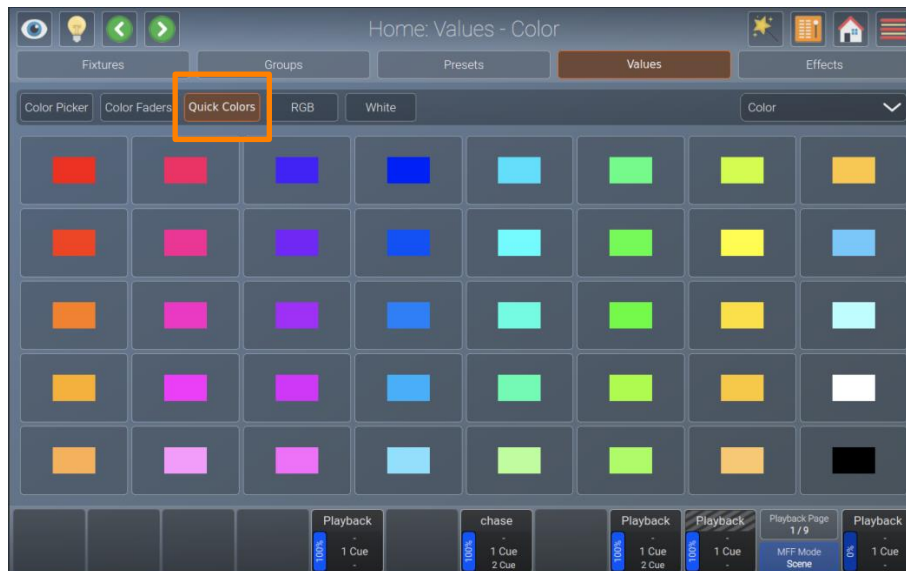 Home: Values - Color
Fixtures
Groups
Presets
Values
Effects
Color Picker
Color Faders
Quick Colors
RGB
White
Color
Playback
-
100%
1 Cue
-
chase
-
100%
1 Cue
2 Cue
Playback
-
100%
1 Cue
2 Cue
Playback
-
100%
1 Cue
-
Playback Page
1/9
MFF Mode
Scene
Playback
-
0%
1 Cue
-